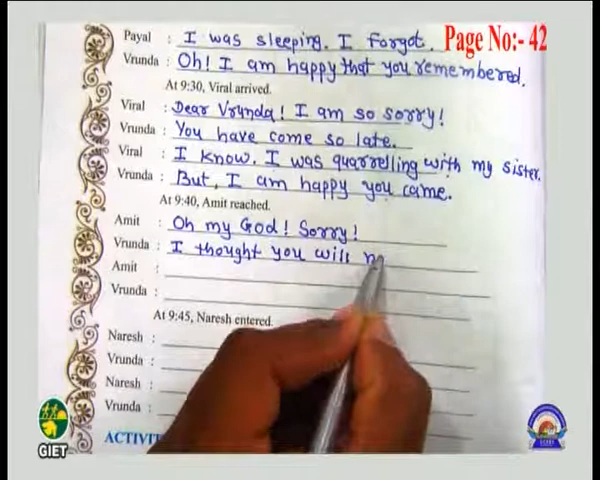 Page No:- 42
Payal : I was sleeping. I forgot.
Vrunda : Oh! I am happy that you remembered.
At 9:30, Viral arrived.
Viral : Dear Vrunda! I am so sorry!
Vrunda : You have come so late.
Viral : I know. I was quarrelling with my sister.
Vrunda : But, I am happy you came.
At 9:40, Amit reached.
Amit : Oh my God! Sorry!
Vrunda : I thought you will n
Amit :
Vrunda :
At 9:45, Naresh entered.
Naresh :
Vrunda :
Naresh :
Vrunda :
ACTIVIT
GIET